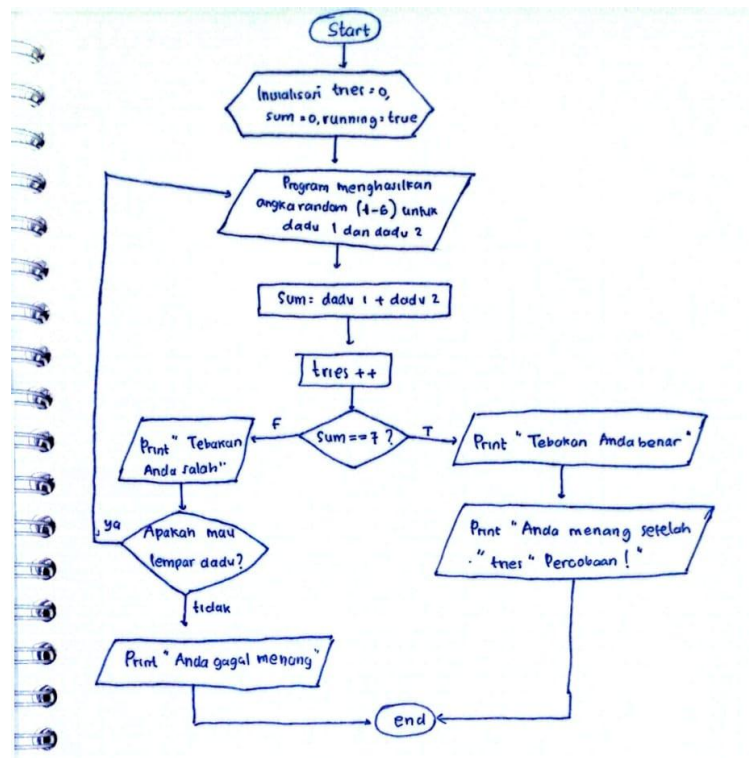 Start
Inisialisasi tries = 0,
sum = 0, running = true
Program menghasilkan
angka random (1-6) untuk
dadu 1 dan dadu 2
Sum = dadu 1 + dadu 2
tries ++
Sum == 7 ?
F
T
Print " Tebakan
Anda salah"
Print " Tebakan Anda benar "
ya
Apakah mau
lempar dadu?
Print " Anda menang setelah
." tries " Percobaan ! "
tidak
Print " Anda gagal menang "
end